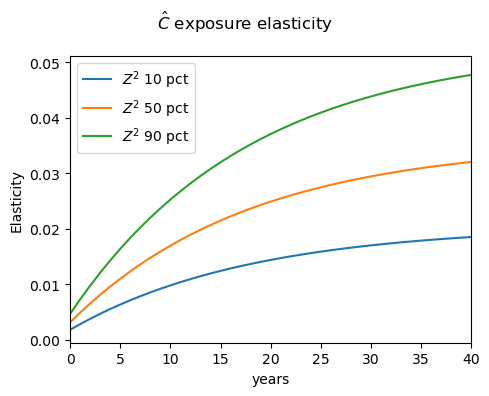 Ĉ exposure elasticity
Z² 10 pct
Z² 50 pct
Z² 90 pct
Elasticity
0.05
0.04
0.03
0.02
0.01
0.00
0 5 10 15 20 25 30 35 40
years